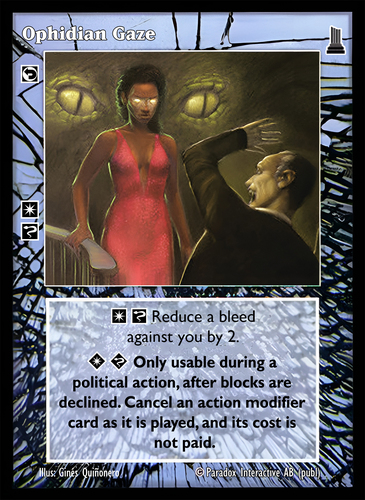 Ophidian Gaze
Reduce a bleed
against you by 2.
Only usable during a
political action, after blocks are
declined. Cancel an action modifier
card as it is played, and its cost is
not paid.
Illus: Ginés Quiñonero
© Paradox Interactive AB (publ)